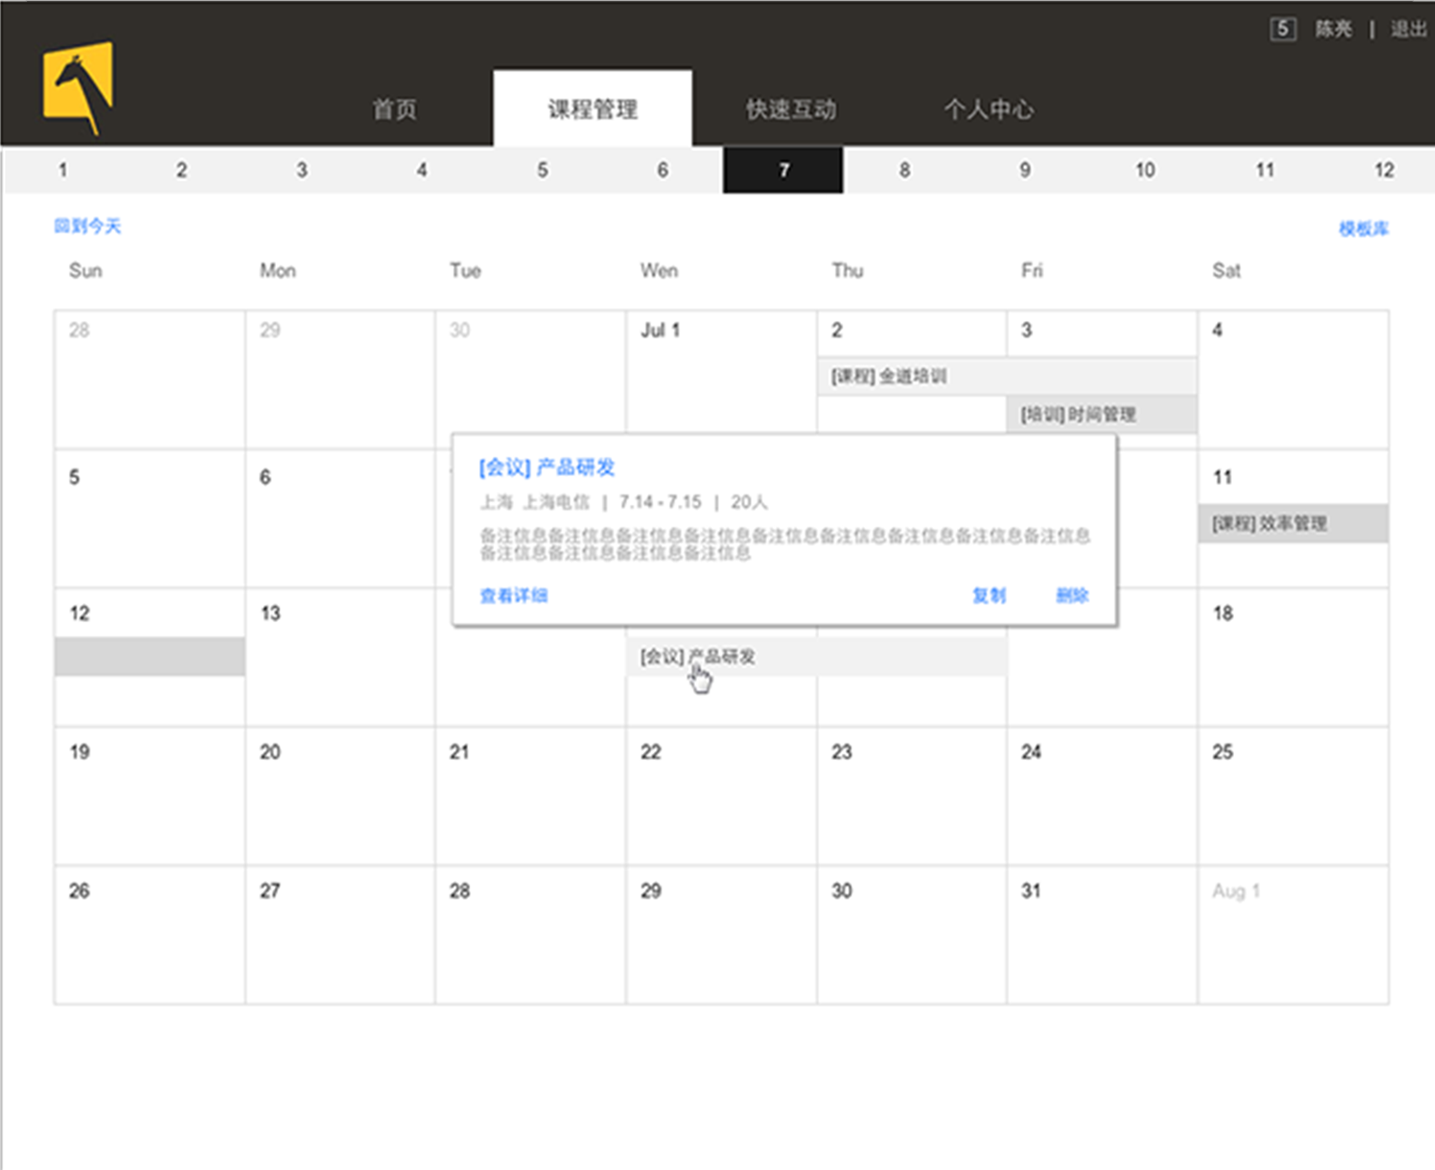 5 陈亮 | 退出
首页 课程管理 快速互动 个人中心
1 2 3 4 5 6 7 8 9 10 11 12
回到今天 模板库
Sun Mon Tue Wen Thu Fri Sat
28 29 30 Jul 1 2 3 4
[课程] 金道培训
[培训] 时间管理
[会议] 产品研发
5 6 11
上海 上海电信 | 7.14 - 7.15 | 20人
[课程] 效率管理
备注信息备注信息备注信息备注信息备注信息备注信息备注信息备注信息备注信息
备注信息备注信息备注信息备注信息
查看详细 复制 删除
12 13 18
[会议] 产品研发
19 20 21 22 23 24 25
26 27 28 29 30 31 Aug 1